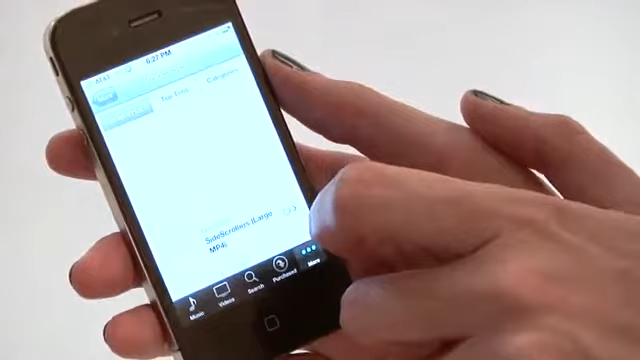 AT&T 6:27 PM
Top Tens Categories
SideScrollers (Large
MP4)
Music Videos Search Purchased More